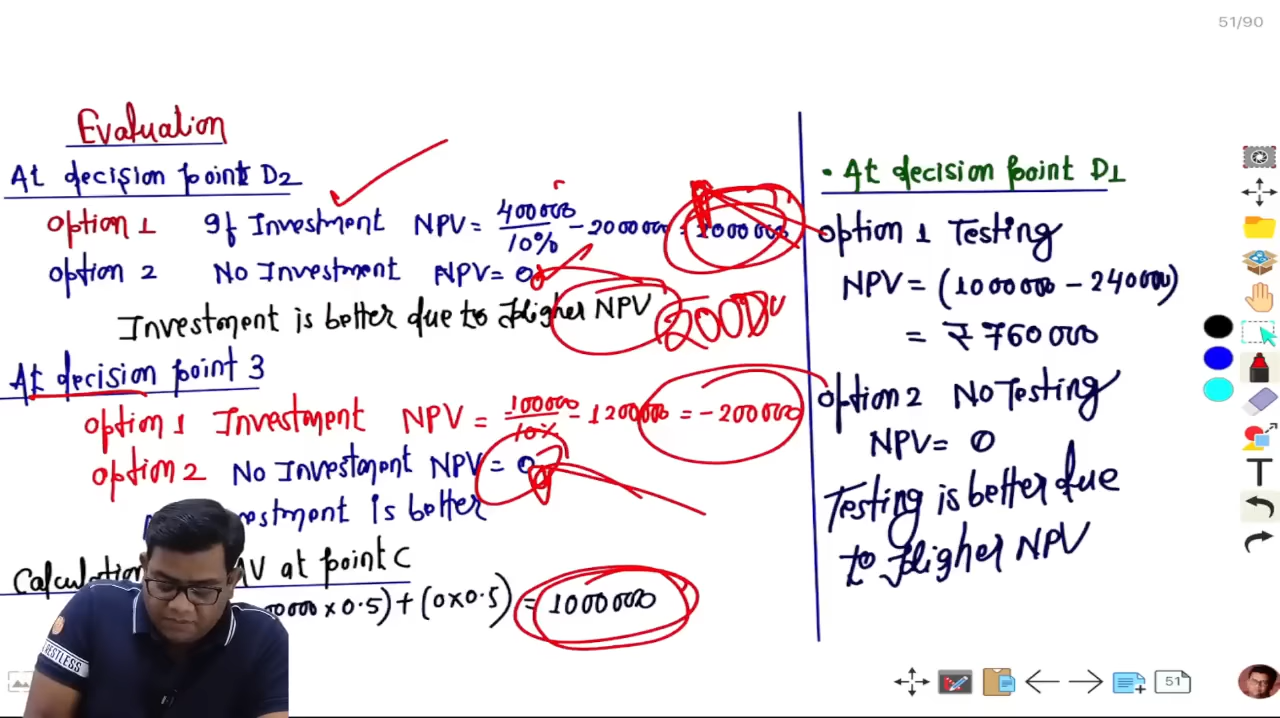 51/90
Evaluation
At decision point D2
option 1 If Investment NPV = 400000/10% - 2000000 = 2000000
option 2 No Investment NPV = 0
Investment is better due to Higher NPV 20000
At decision point 3
option 1 Investment NPV = 100000/10% - 1200000 = -200000
option 2 No Investment NPV = 0
Investment is better
Calculation at point C
0000 × 0.5) + (0 × 0.5) = 1000000
• At decision point D1
option 1 Testing
NPV = (1000000 - 240000)
= ₹ 760000
option 2 No Testing
NPV = 0
Testing is better due
to Higher NPV
RESTLESS
T
51